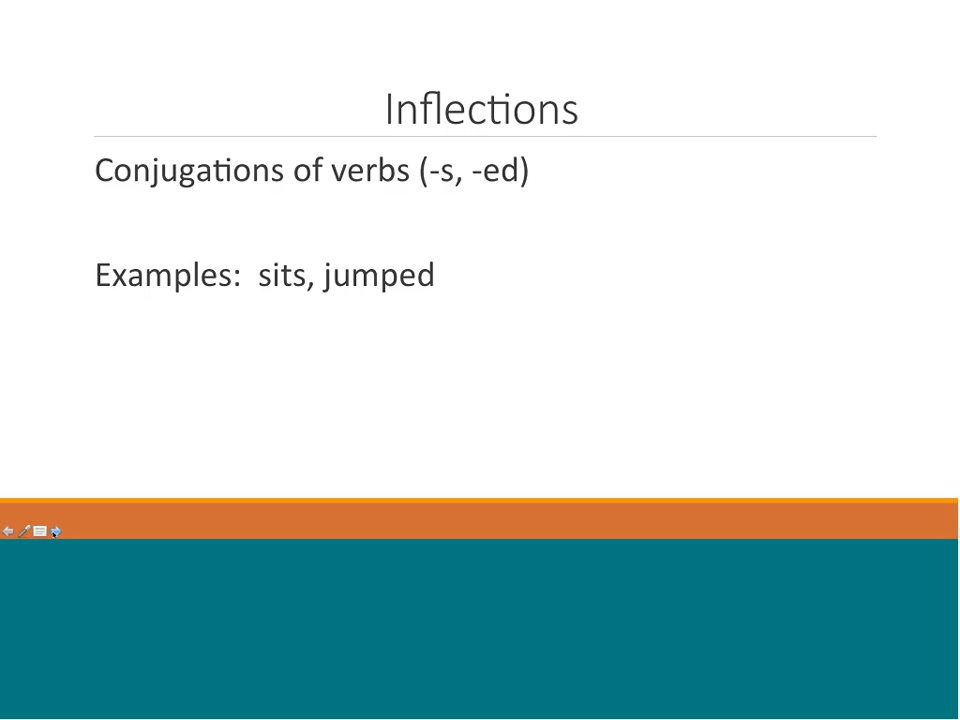 Inflections
Conjugations of verbs (-s, -ed)
Examples:  sits, jumped